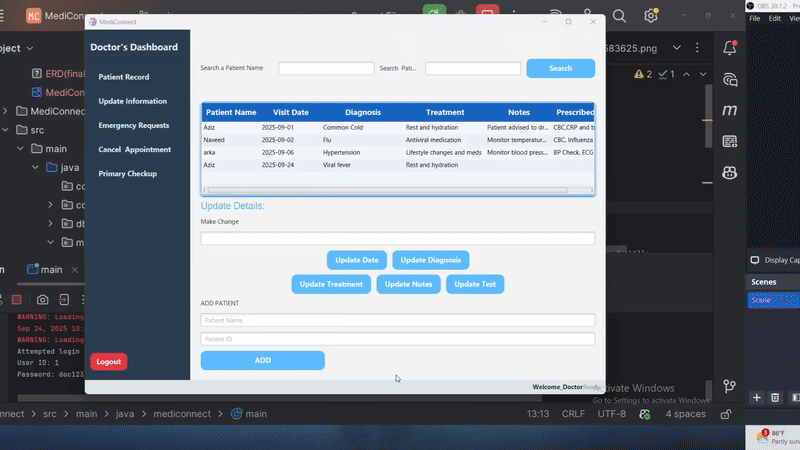 MC MediConnect
MediConnect
OBS 30.1.2 - Pr
File Edit View
oject
583625.png
Doctor's Dashboard
ERD(final
MediConnec
src
main
java
db
Patient Record
Update Information
Emergency Requests
Cancel Appointment
Primary Checkup
Logout
Search a Patient Name
Search Pati...
Search
2 1
Patient Name Visit Date Diagnosis Treatment Notes Prescribed
Aziz 2025-09-01 Common Cold Rest and hydration Patient advised to dr... CBC,CRP and b
Naveed 2025-09-02 Flu Antiviral medication Monitor temperatur... CBC, Influenza
arka 2025-09-06 Hypertension Lifestyle changes and meds Monitor blood press... BP Check, ECG
Aziz 2025-09-24 Viral fever Rest and hydration
Update Details:
Make Change
Update Date Update Diagnosis
Update Treatment Update Notes Update Test
ADD PATIENT
Patient Name
Patient ID
ADD
Welcome_Doctor
main
WARNING: Loading
Sep 24, 2025 10:
WARNING: Loading
Attempted login
User ID: 1
Password: doc123
Display Cap
Scenes
Scene
Activate Windows
Go to Settings to activate Windows
onnect > src > main > java > mediconnect > main
13:13 CRLF UTF-8 4 spaces
3
86°F
Partly sunn